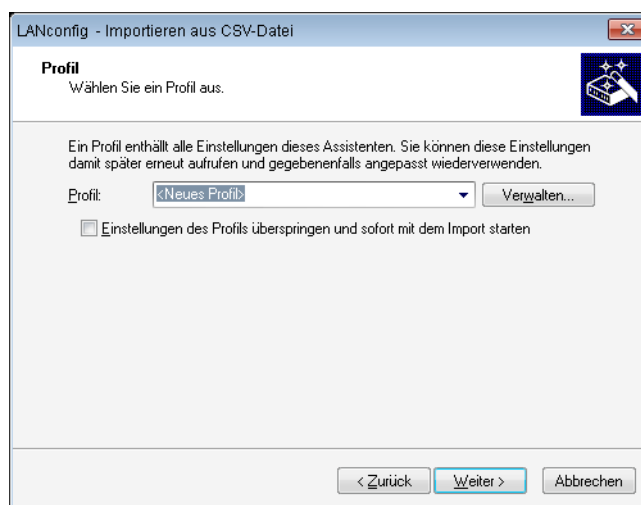 LANconfig - Importieren aus CSV-Datei
Profil
Wählen Sie ein Profil aus.
Ein Profil enthällt alle Einstellungen dieses Assistenten. Sie können diese Einstellungen
damit später erneut aufrufen und gegebenenfalls angepasst wiederverwenden.
Profil: <Neues Profil> Verwalten...
Einstellungen des Profils überspringen und sofort mit dem Import starten
< Zurück Weiter > Abbrechen